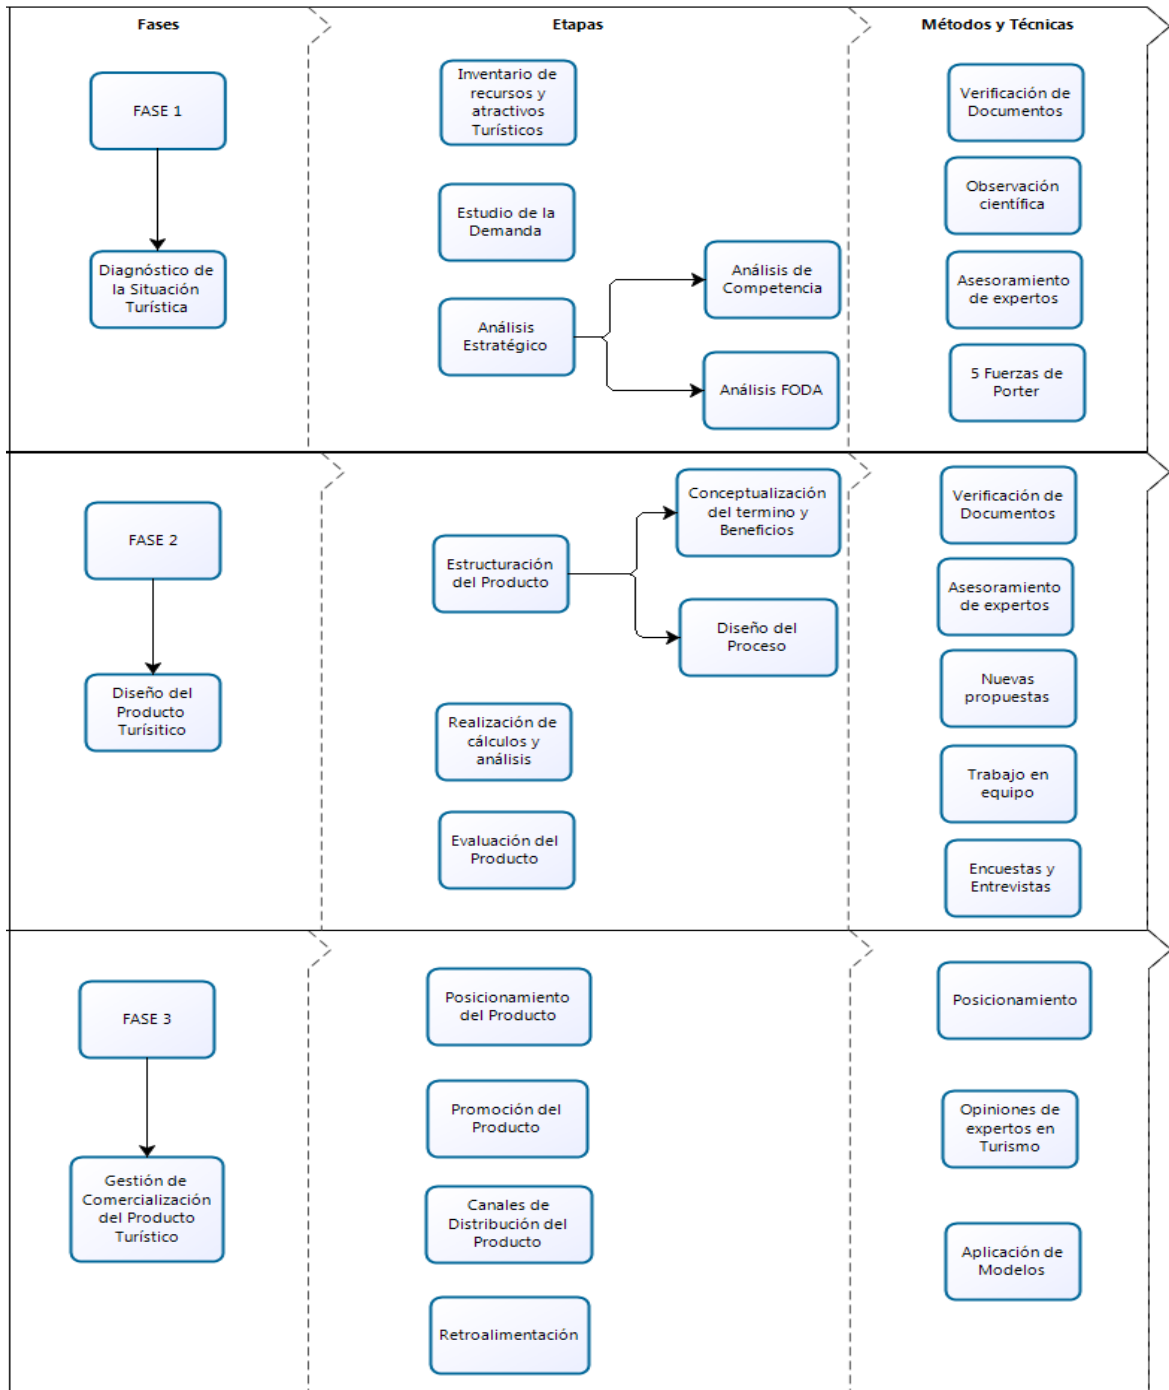 Fases
Etapas
Métodos y Técnicas
FASE 1
Diagnóstico de
la Situación
Turística
Inventario de
recursos y
atractivos
Turísticos
Estudio de la
Demanda
Análisis
Estratégico
Análisis de
Competencia
Análisis FODA
Verificación de
Documentos
Observación
científica
Asesoramiento
de expertos
5 Fuerzas de
Porter
FASE 2
Diseño del
Producto
Turísitico
Estructuración
del Producto
Conceptualización
del termino y
Beneficios
Diseño del
Proceso
Realización de
cálculos y
análisis
Evaluación del
Producto
Verificación de
Documentos
Asesoramiento
de expertos
Nuevas
propuestas
Trabajo en
equipo
Encuestas y
Entrevistas
FASE 3
Gestión de
Comercialización
del Producto
Turístico
Posicionamiento
del Producto
Promoción del
Producto
Canales de
Distribución del
Producto
Retroalimentación
Posicionamiento
Opiniones de
expertos en
Turismo
Aplicación de
Modelos